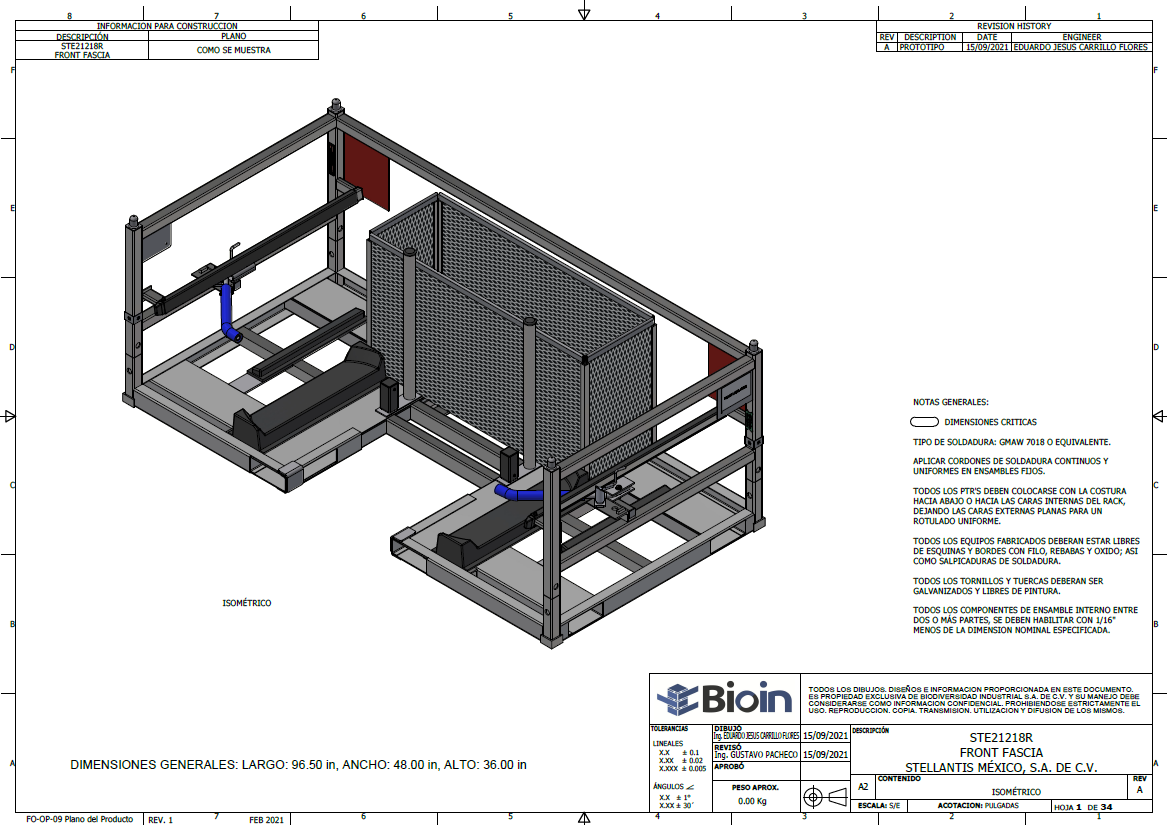 8 7 6 5 4 3 2 1
INFORMACION PARA CONSTRUCCION
DESCRIPCIÓN PLANO
STE21218R
FRONT FASCIA
COMO SE MUESTRA
REVISION HISTORY
REV DESCRIPTION DATE ENGINEER
A PROTOTIPO 15/09/2021 EDUARDO JESUS CARRILLO FLORES
F F
E E
D D
C C
B B
A A
NOTAS GENERALES:
DIMENSIONES CRITICAS
TIPO DE SOLDADURA: GMAW 7018 O EQUIVALENTE.
APLICAR CORDONES DE SOLDADURA CONTINUOS Y
UNIFORMES EN ENSAMBLES FIJOS.
TODOS LOS PTR'S DEBEN COLOCARSE CON LA COSTURA
HACIA ABAJO O HACIA LAS CARAS INTERNAS DEL RACK,
DEJANDO LAS CARAS EXTERNAS PLANAS PARA UN
ROTULADO UNIFORME.
TODOS LOS EQUIPOS FABRICADOS DEBERAN ESTAR LIBRES
DE ESQUINAS Y BORDES CON FILO, REBABAS Y OXIDO; ASI
COMO SALPICADURAS DE SOLDADURA.
TODOS LOS TORNILLOS Y TUERCAS DEBERAN SER
GALVANIZADOS Y LIBRES DE PINTURA.
TODOS LOS COMPONENTES DE ENSAMBLE INTERNO ENTRE
DOS O MÁS PARTES, SE DEBEN HABILITAR CON 1/16"
MENOS DE LA DIMENSION NOMINAL ESPECIFICADA.
ISOMÉTRICO
DIMENSIONES GENERALES: LARGO: 96.50 in, ANCHO: 48.00 in, ALTO: 36.00 in
Bioin
TODOS LOS DIBUJOS, DISEÑOS E INFORMACION PROPORCIONADA EN ESTE DOCUMENTO,
ES PROPIEDAD EXCLUSIVA DE BIODIVERSIDAD INDUSTRIAL S.A. DE C.V. Y SU MANEJO DEBE
CONSIDERARSE COMO INFORMACION CONFIDENCIAL. PROHIBIENDOSE ESTRICTAMENTE EL
USO, REPRODUCCION, COPIA, TRANSMISION, UTILIZACION Y DIFUSION DE LOS MISMOS.
TOLERANCIAS
LINEALES
X.X ± 0.1
X.XX ± 0.02
X.XXX ± 0.005
ÁNGULOS
X.X ± 1°
X.XX ± 30´
DIBUJÓ
Ing. EDUARDO JESUS CARRILLO FLORES 15/09/2021
REVISÓ
Ing. GUSTAVO PACHECO 15/09/2021
APROBÓ
PESO APROX.
0.00 Kg
DESCRIPCIÓN
STE21218R
FRONT FASCIA
STELLANTIS MÉXICO, S.A. DE C.V.
A2
CONTENIDO
ISOMÉTRICO
REV
A
ESCALA: S/E ACOTACION: PULGADAS HOJA 1 DE 34
FO-OP-09 Plano del Producto REV. 1 FEB 2021
7 6 5 4 3 2 1